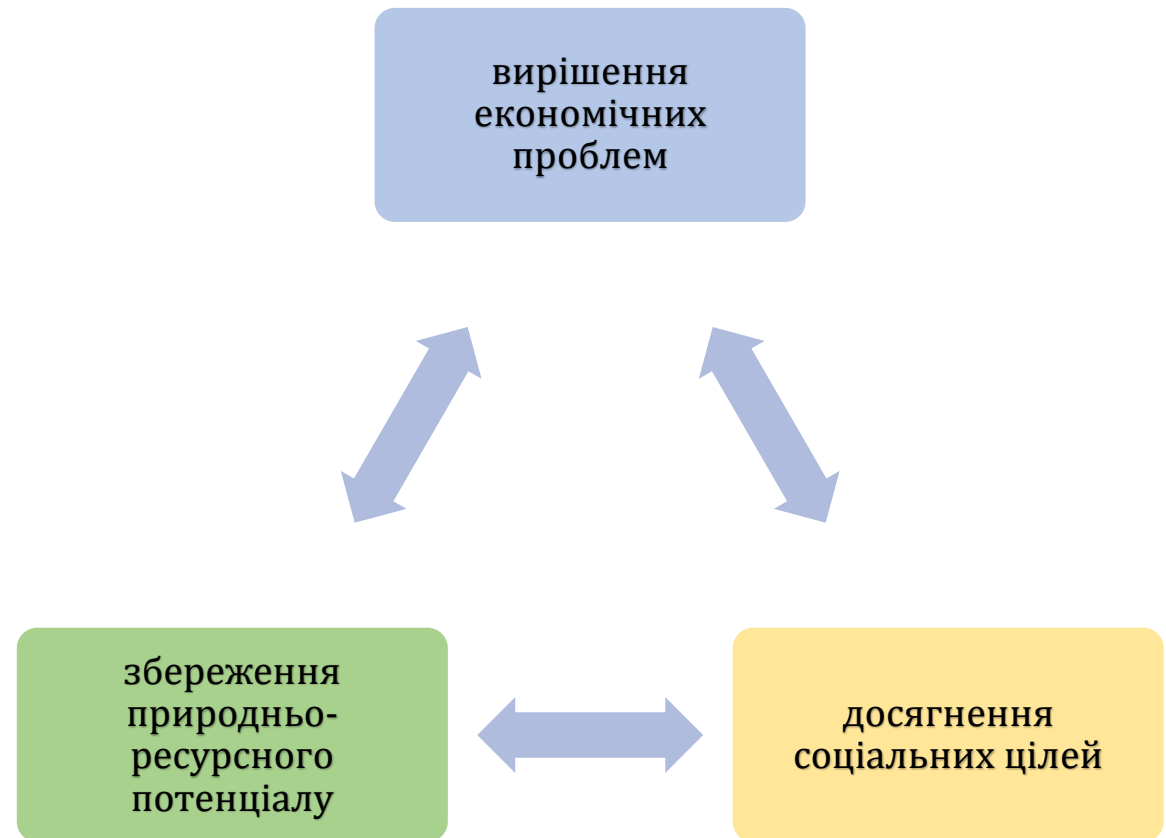 вирішення
економічних
проблем
збереження
природньо-
ресурсного
потенціалу
досягнення
соціальних цілей